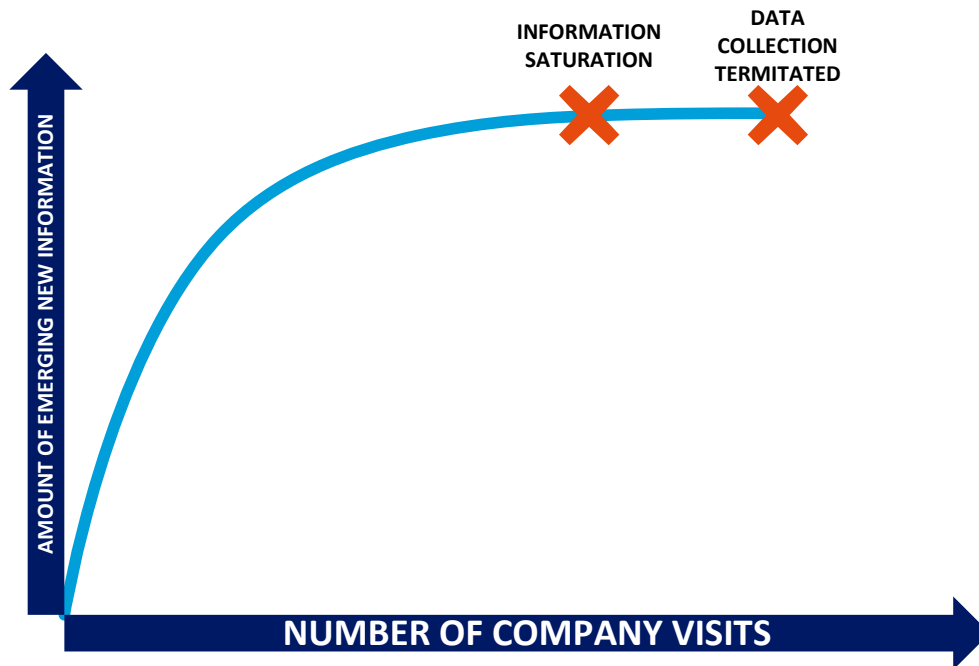 INFORMATION
SATURATION
DATA
COLLECTION
TERMITATED
AMOUNT OF EMERGING NEW INFORMATION
NUMBER OF COMPANY VISITS